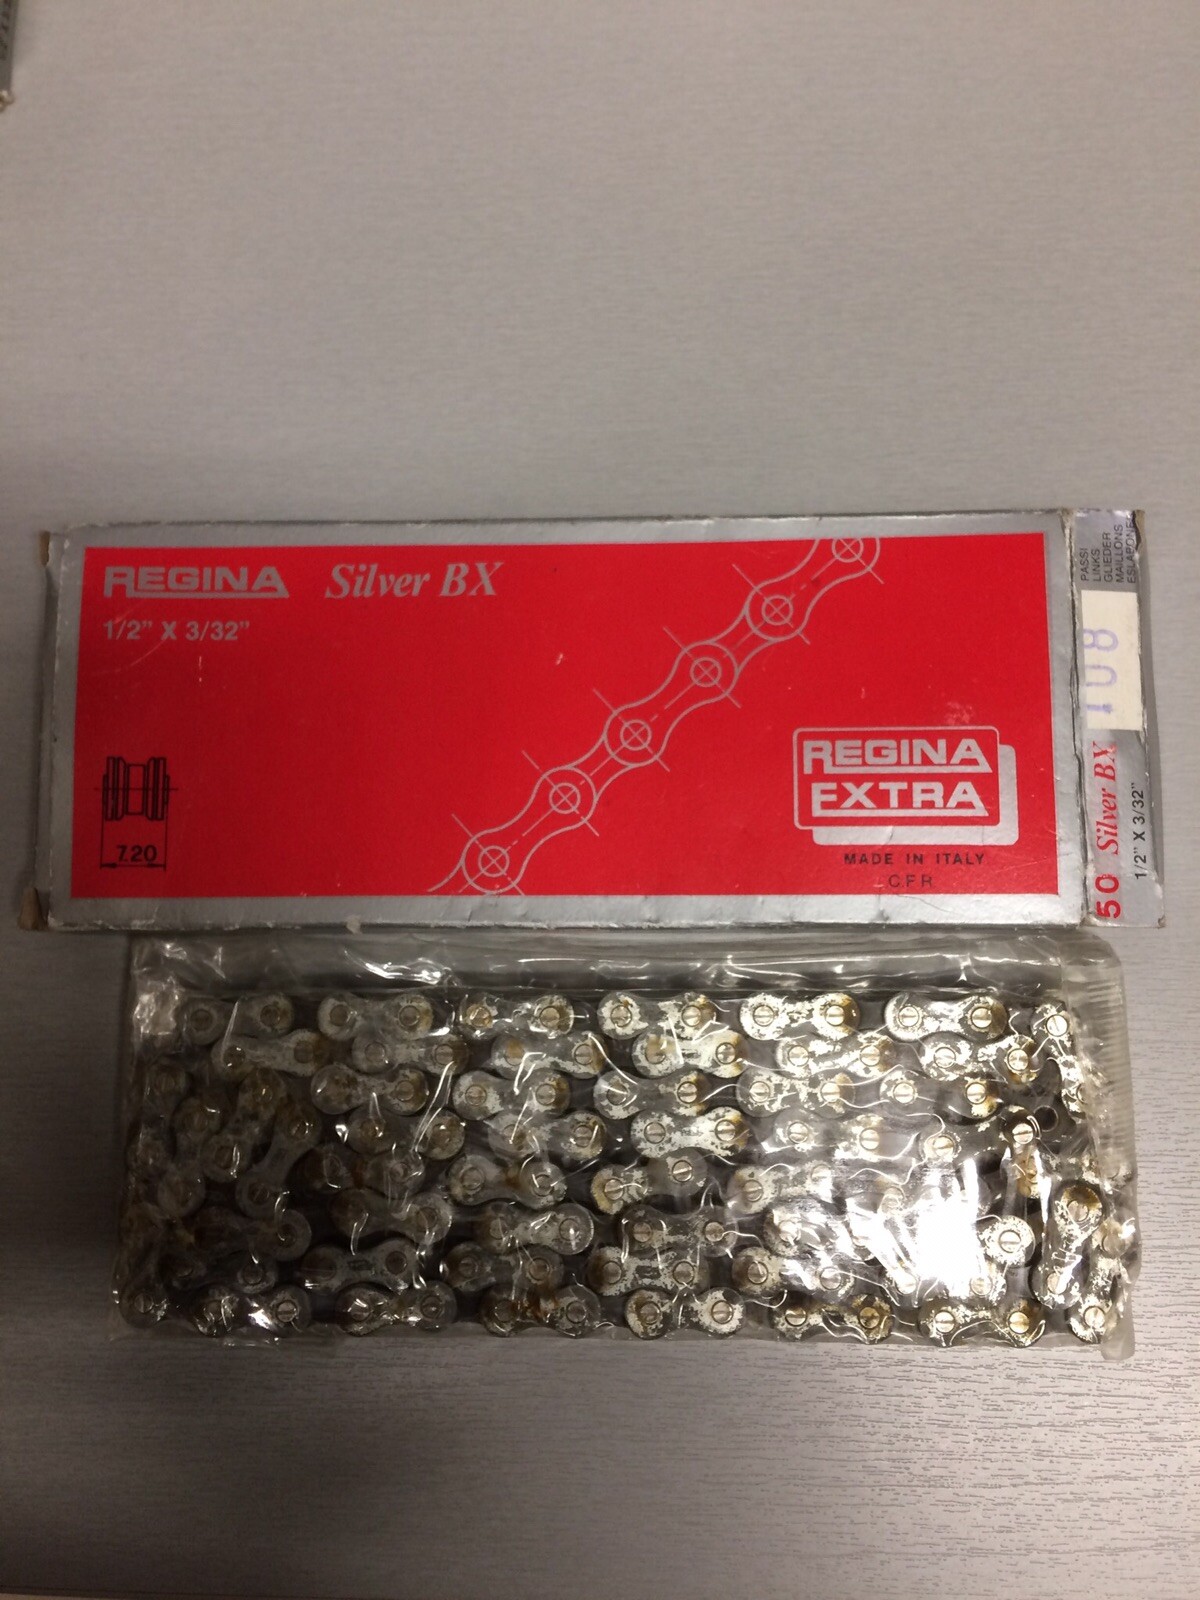 REGINA Silver BX
1/2" X 3/32"
7.20
REGINA
EXTRA
MADE IN ITALY
C.F.R.
PASSI
LINKS
GLIEDER
MAILLONS
ESLABONES
108
50 Silver BX
1/2" X 3/32"